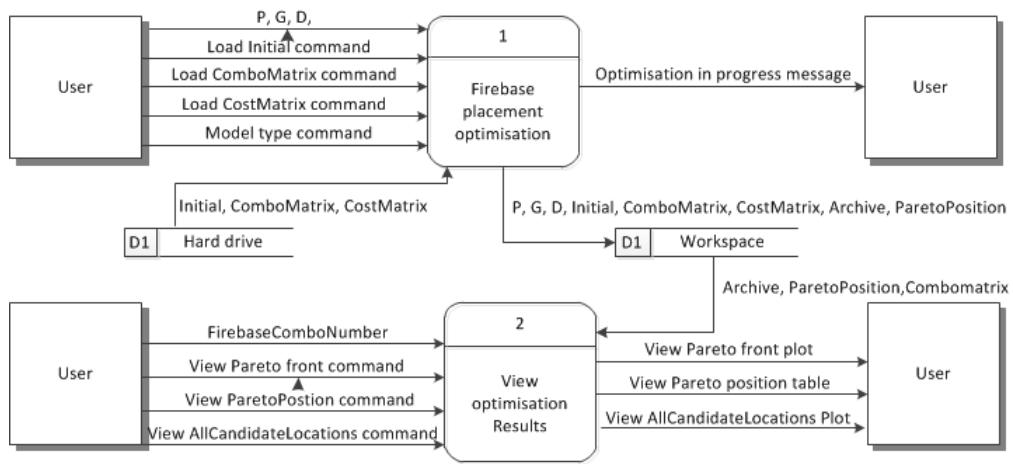 P, G, D,
Load Initial command
Load ComboMatrix command
Load CostMatrix command
Model type command
User
1
Firebase
placement
optimisation
Optimisation in progress message
User
Initial, ComboMatrix, CostMatrix
D1 Hard drive
P, G, D, Initial, ComboMatrix, CostMatrix, Archive, ParetoPosition
D1 Workspace
Archive, ParetoPosition,Combomatrix
User
FirebaseComboNumber
View Pareto front command
View ParetoPostion command
View AllCandidateLocations command
2
View
optimisation
Results
View Pareto front plot
View Pareto position table
View AllCandidateLocations Plot
User